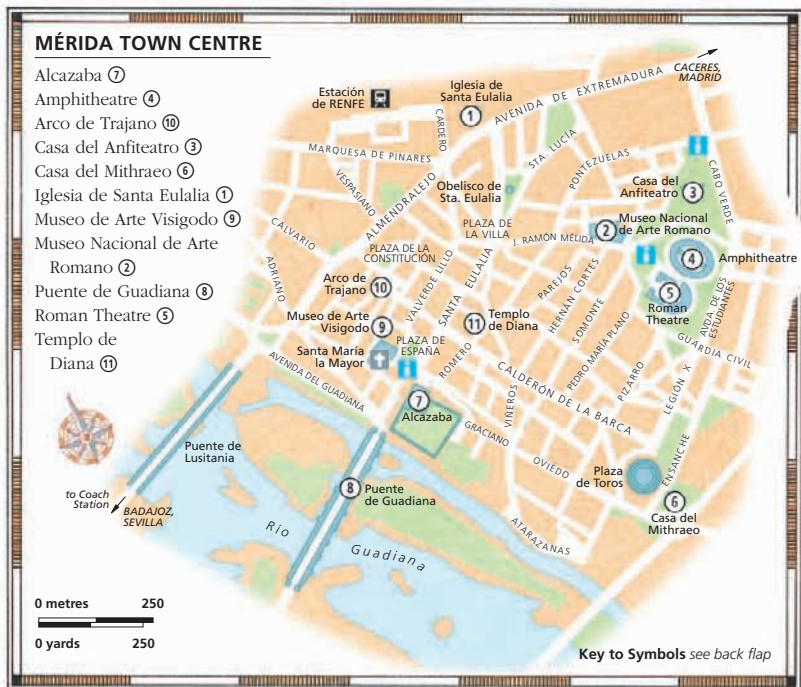 MÉRIDA TOWN CENTRE
Alcazaba ⑦
Amphitheatre ④
Arco de Trajano ⑩
Casa del Anfiteatro ③
Casa del Mithraeo ⑥
Iglesia de Santa Eulalia ①
Museo de Arte Visigodo ⑨
Museo Nacional de Arte
Romano ②
Puente de Guadiana ⑧
Roman Theatre ⑤
Templo de
Diana ⑪
Estación
de RENFE
Iglesia de
Santa Eulalia
①
CACERES,
MADRID
AVENIDA DE EXTREMADURA
CARDERO
MARQUESA DE PINARES
VESPASIANO
ALMENDRALEJO
CALVARIO
ADRIANO
STA. LUCÍA
PONTEZUELAS
Obelisco de
Sta. Eulalia
PLAZA DE
LA VILLA
J. RAMÓN MÉLIDA
Casa del
Anfiteatro
③
CABO VERDE
②
Museo Nacional
de Arte Romano
④
Amphitheatre
⑤
Roman
Theatre
AVDA. DE LOS
ESTUDIANTES
GUARDIA CIVIL
PLAZA DE LA
CONSTITUCIÓN
Arco de
Trajano
⑩
VALVERDE LILLO
SANTA EULALIA
Museo de Arte
Visigodo
⑨
PLAZA DE
ESPAÑA
Templo
de Diana
⑪
PAREJOS
HERNÁN CORTES
SOMONTE
PEDRO MARÍA PLANO
PIZARRO
LEGIÓN X
Santa María
la Mayor
ROMERO
CALDERÓN DE LA BARCA
VIÑEROS
AVENIDA DEL GUADIANA
⑦
Alcazaba
GRACIANO
OVIEDO
ENSANCHE
Plaza
de Toros
⑥
Casa del
Mithraeo
ATARAZANAS
Puente de
Lusitania
to Coach
Station
BADAJOZ,
SEVILLA
⑧
Puente
de Guadiana
Río Guadiana
0 metres 250
0 yards 250
Key to Symbols see back flap